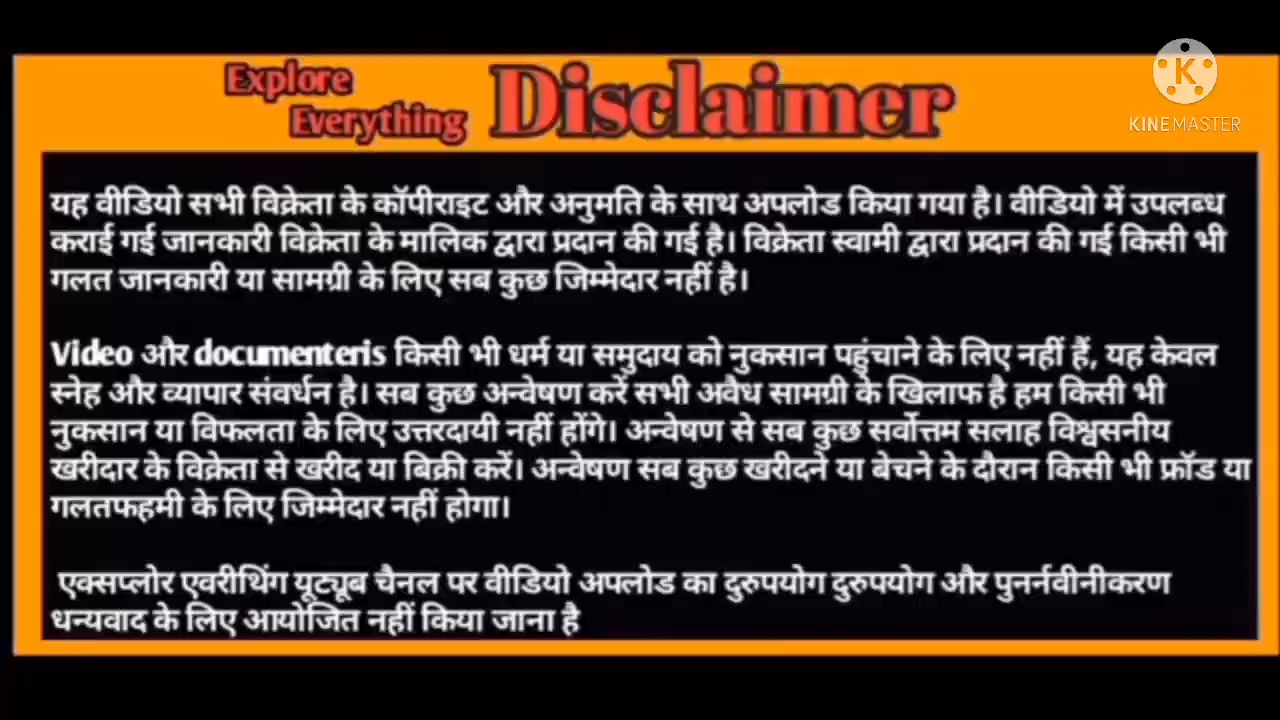 Explore
Everything
Disclaimer
KINEMASTER
यह वीडियो सभी विक्रेता के कॉपीराइट और अनुमति के साथ अपलोड किया गया है। वीडियो में उपलब्ध
कराई गई जानकारी विक्रेता के मालिक द्वारा प्रदान की गई है। विक्रेता स्वामी द्वारा प्रदान की गई किसी भी
गलत जानकारी या सामग्री के लिए सब कुछ जिम्मेदार नहीं है।
Video और documenteris किसी भी धर्म या समुदाय को नुकसान पहुंचाने के लिए नहीं हैं, यह केवल
स्नेह और व्यापार संवर्धन है। सब कुछ अन्वेषण करें सभी अवैध सामग्री के खिलाफ है हम किसी भी
नुकसान या विफलता के लिए उत्तरदायी नहीं होंगे। अन्वेषण से सब कुछ सर्वोत्तम सलाह विश्वसनीय
खरीदार के विक्रेता से खरीद या बिक्री करें। अन्वेषण सब कुछ खरीदने या बेचने के दौरान किसी भी फ्रॉड या
गलतफहमी के लिए जिम्मेदार नहीं होगा।
एक्सप्लोर एवरीथिंग यूट्यूब चैनल पर वीडियो अपलोड का दुरुपयोग दुरुपयोग और पुनर्नवीनीकरण
धन्यवाद के लिए आयोजित नहीं किया जाना है